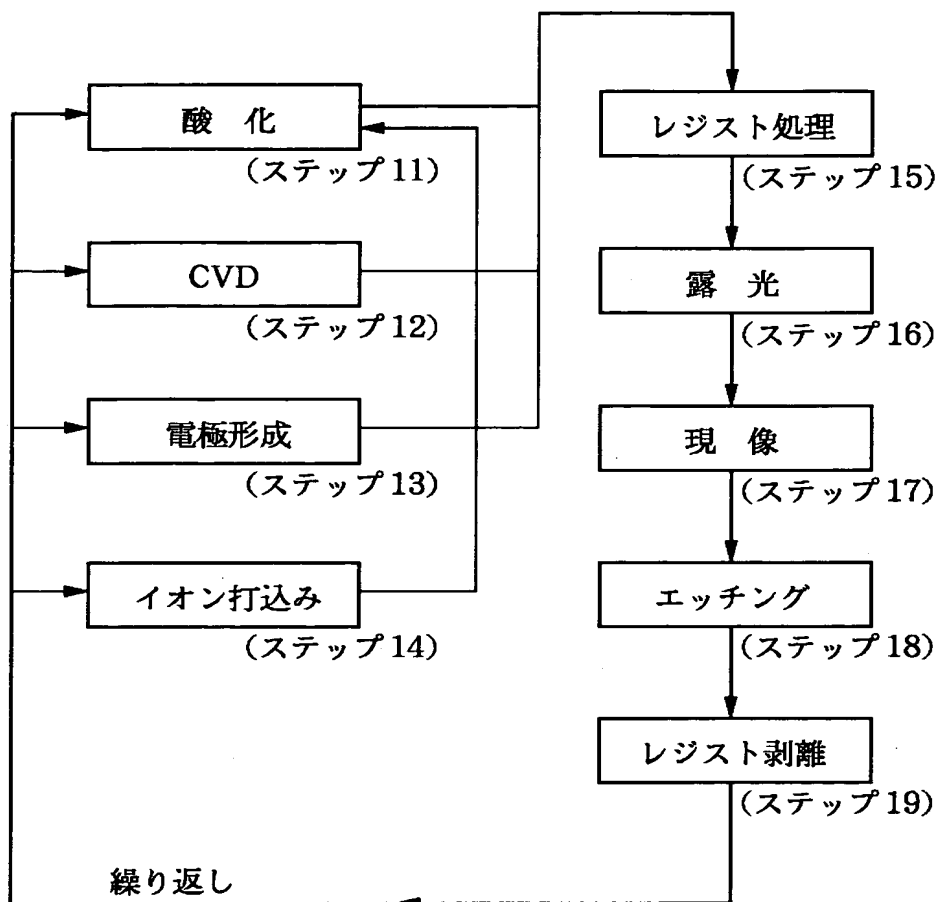 酸 化
(ステップ11)
CVD
(ステップ12)
電極形成
(ステップ13)
イオン打込み
(ステップ14)
レジスト処理
(ステップ15)
露 光
(ステップ16)
現 像
(ステップ17)
エッチング
(ステップ18)
レジスト剥離
(ステップ19)
繰り返し